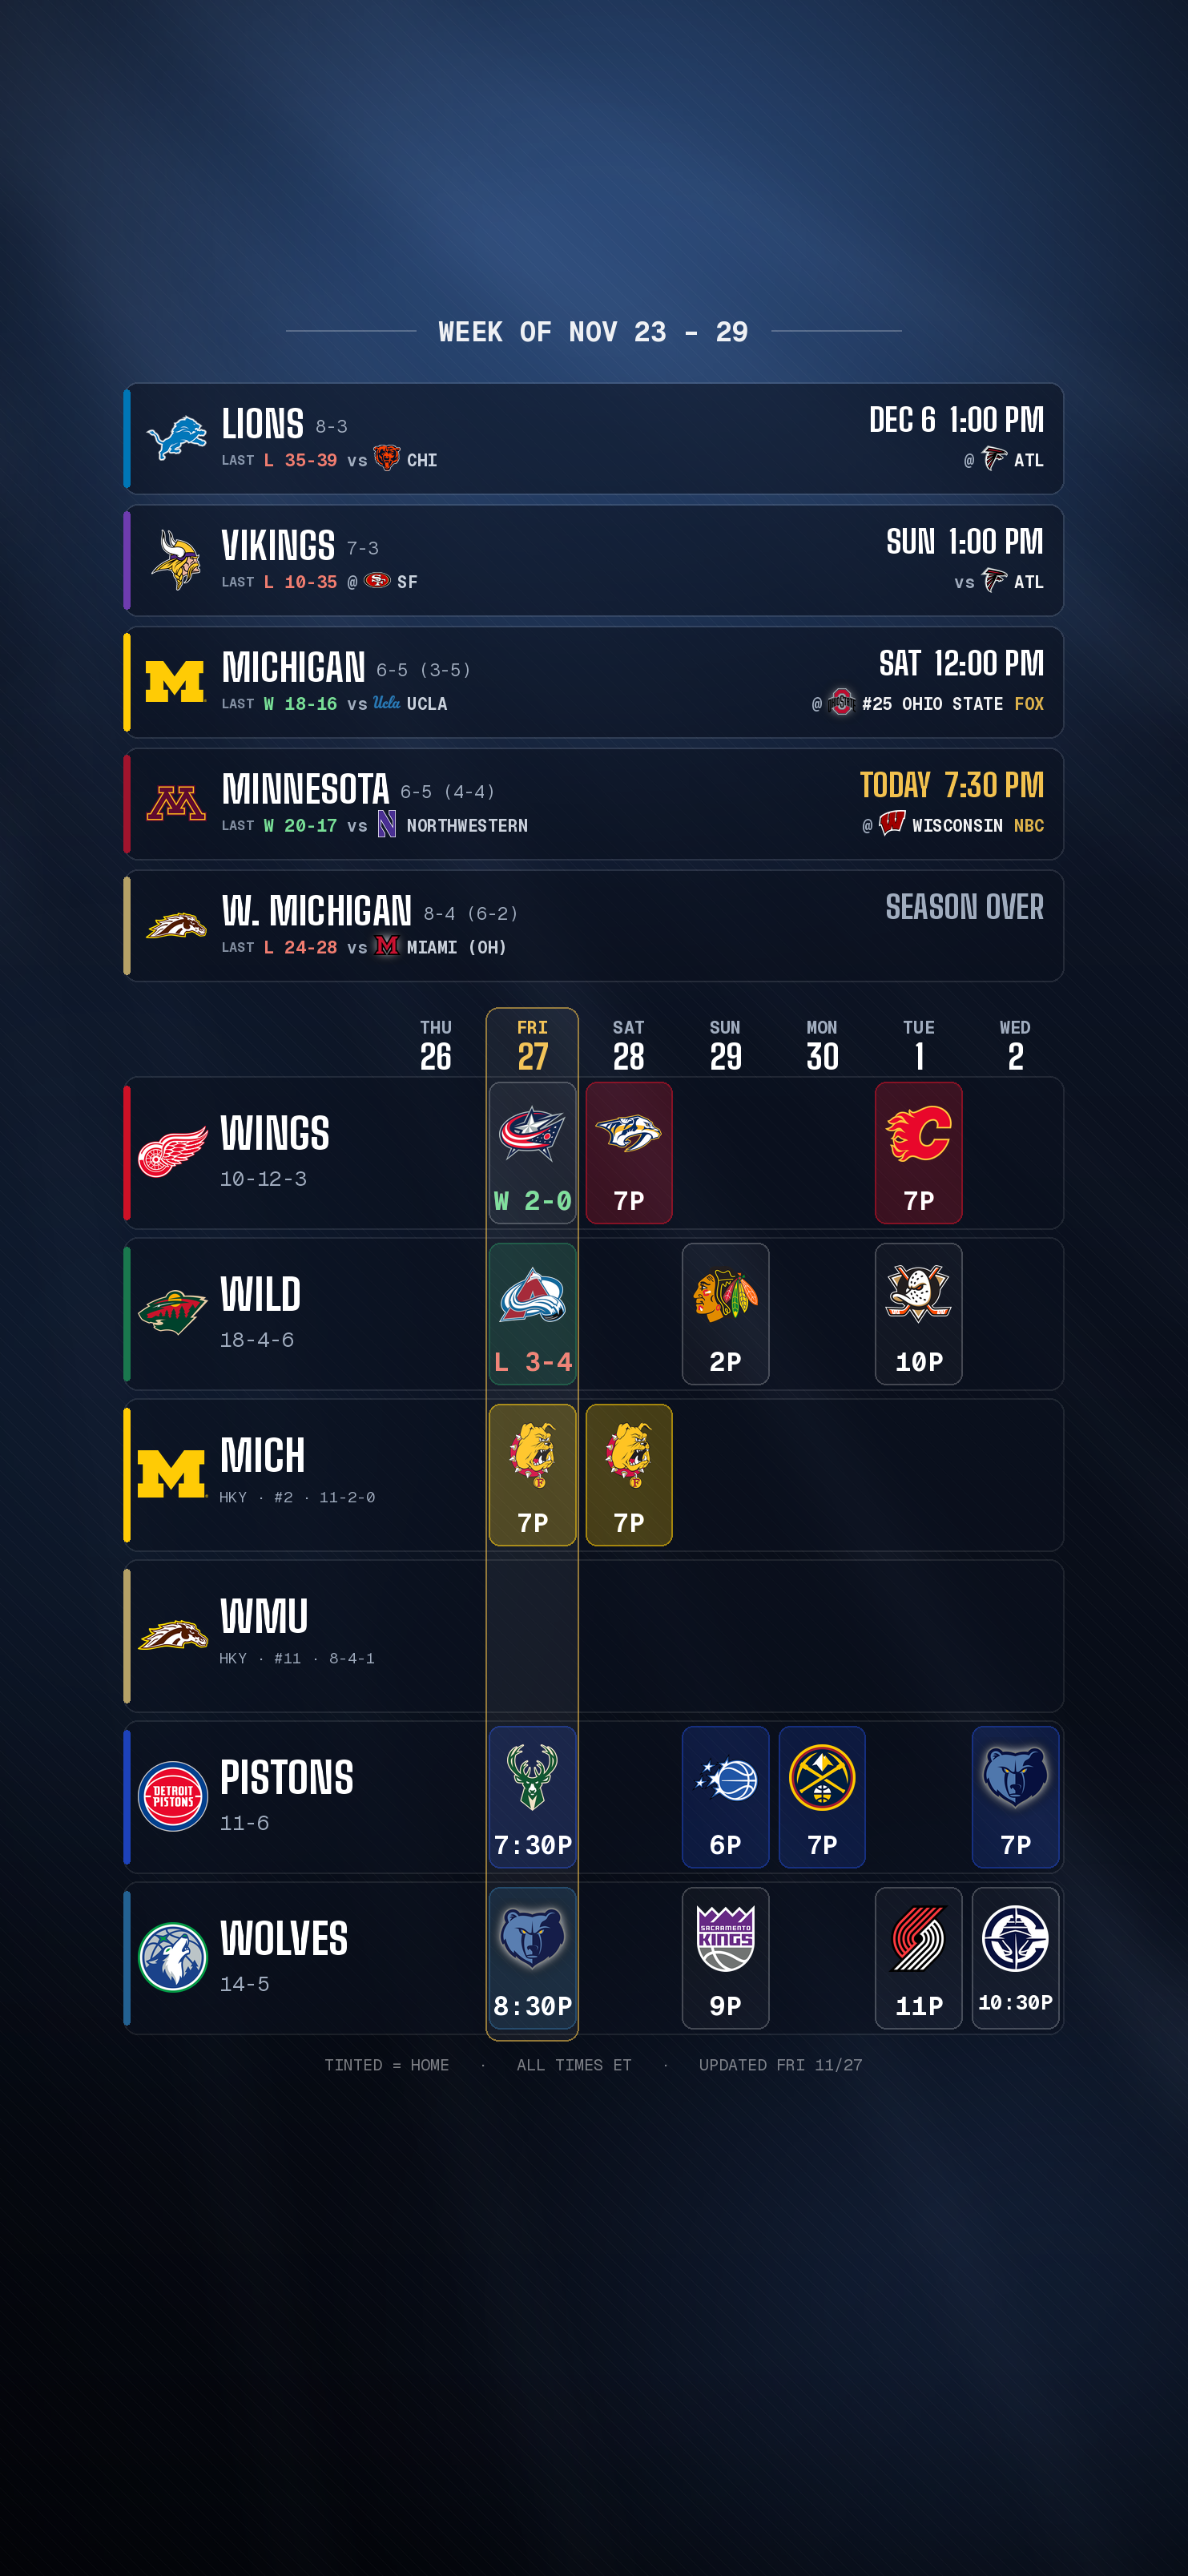 WEEK OF NOV 23 – 29
LIONS 8-3
LAST L 35-39 vs CHI
DEC 6 1:00 PM
@ ATL
VIKINGS 7-3
LAST L 10-35 @ SF
SUN 1:00 PM
vs ATL
MICHIGAN 6-5 (3-5)
LAST W 18-16 vs Ucla UCLA
SAT 12:00 PM
@ #25 OHIO STATE FOX
MINNESOTA 6-5 (4-4)
LAST W 20-17 vs NORTHWESTERN
TODAY 7:30 PM
@ WISCONSIN NBC
W. MICHIGAN 8-4 (6-2)
LAST L 24-28 vs MIAMI (OH)
SEASON OVER
THU FRI SAT SUN MON TUE WED
26 27 28 29 30 1 2
WINGS
10-12-3
W 2-0 7P 7P
WILD
18-4-6
L 3-4 2P 10P
MICH
HKY · #2 · 11-2-0
7P 7P
WMU
HKY · #11 · 8-4-1
DETROIT
PISTONS
PISTONS
11-6
7:30P 6P 7P 7P
WOLVES
14-5
SACRAMENTO
KINGS
8:30P 9P 11P 10:30P
TINTED = HOME · ALL TIMES ET · UPDATED FRI 11/27